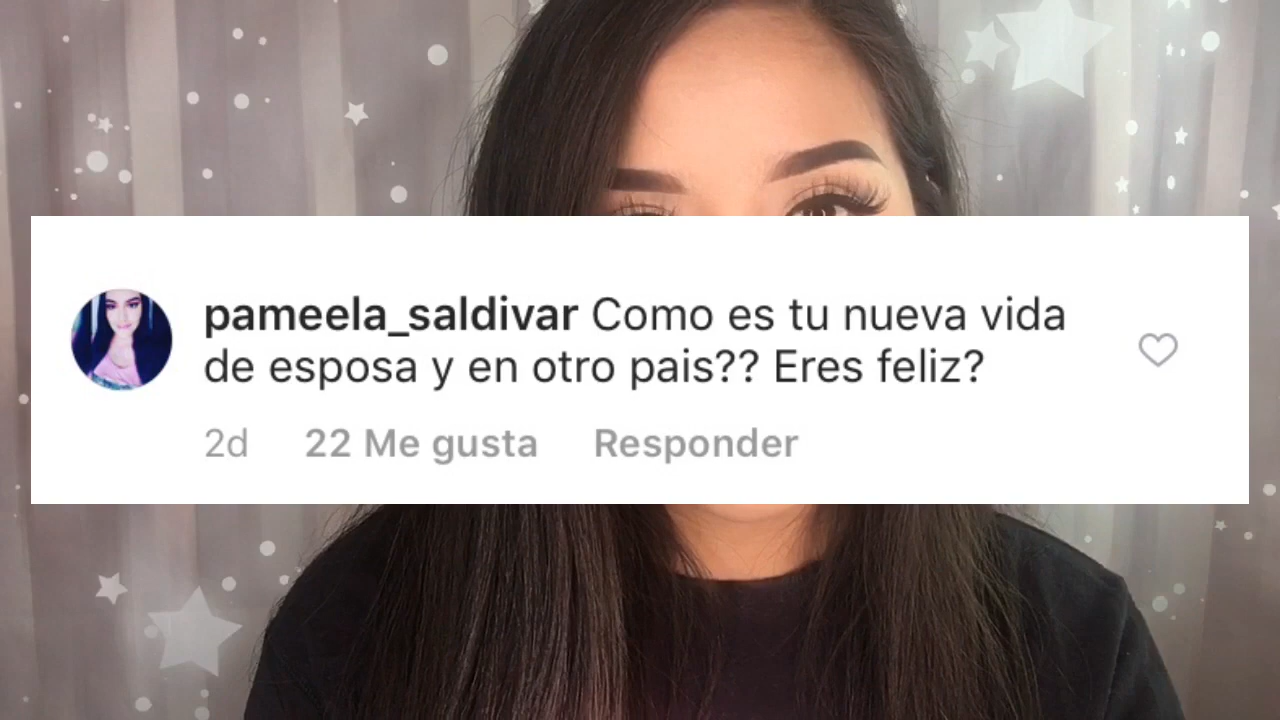 pameela_saldivar Como es tu nueva vida
de esposa y en otro pais?? Eres feliz?
2d 22 Me gusta Responder